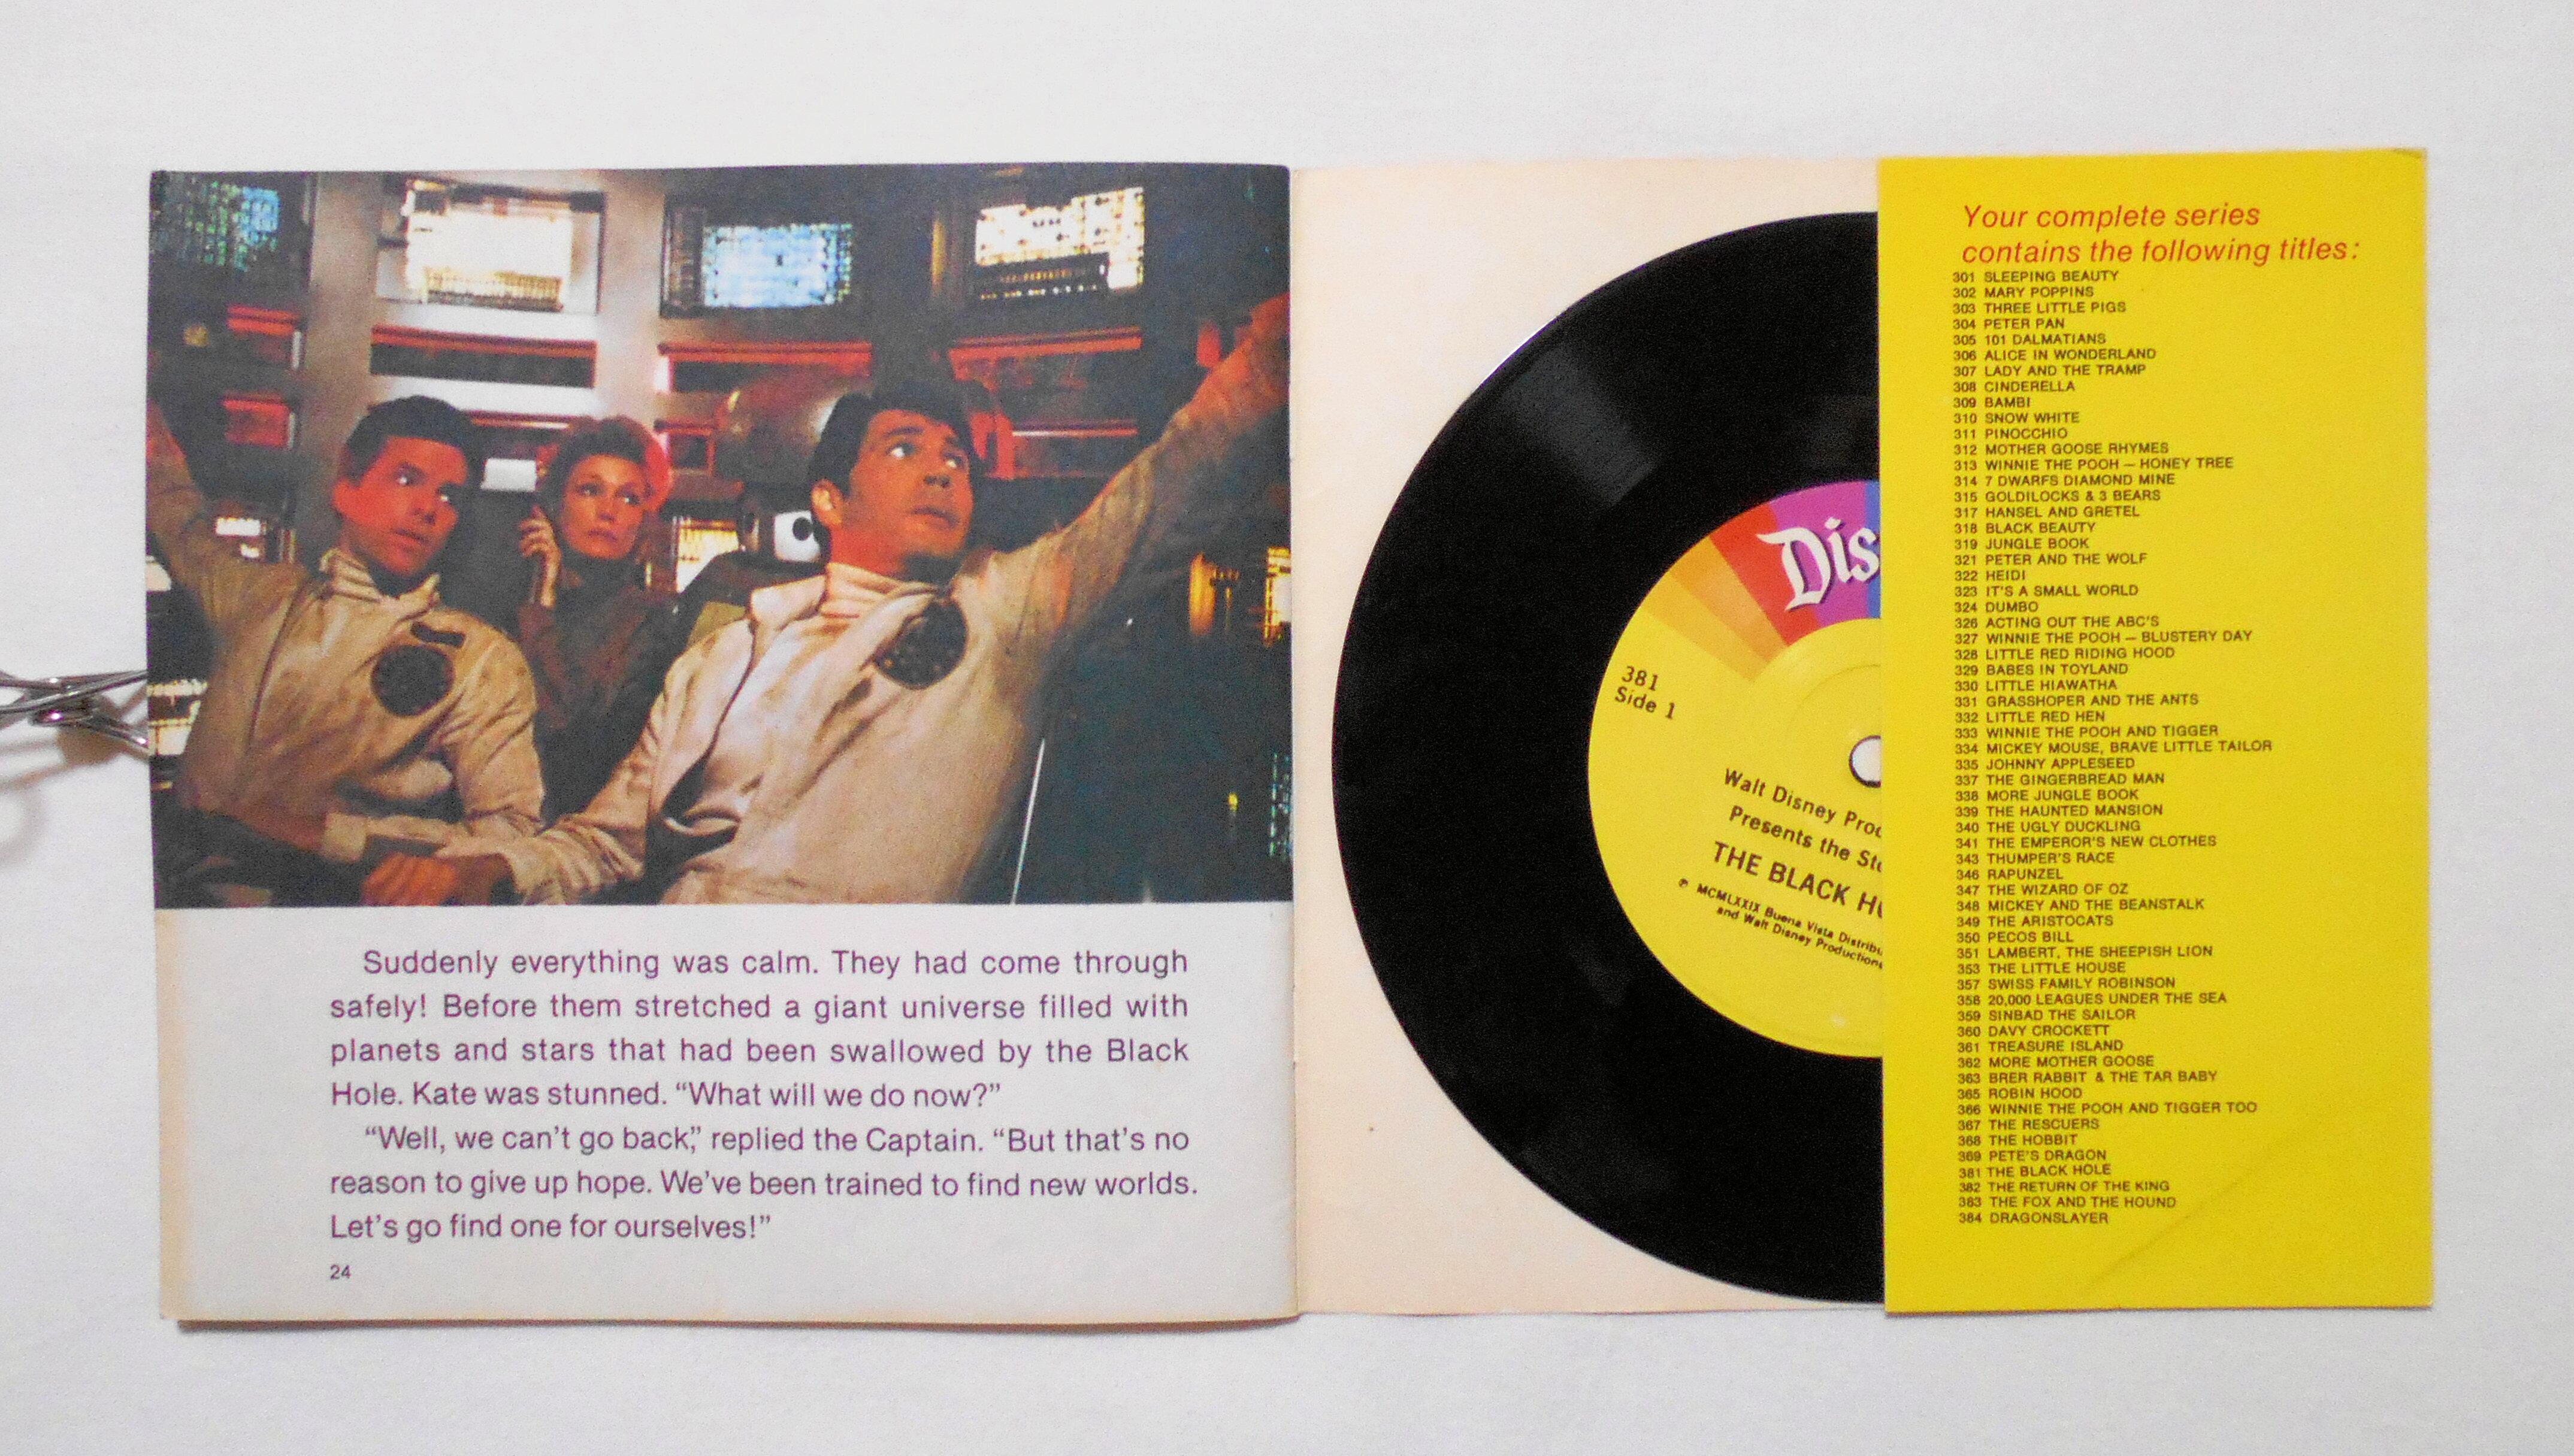 Suddenly everything was calm. They had come through
safely! Before them stretched a giant universe filled with
planets and stars that had been swallowed by the Black
Hole. Kate was stunned. “What will we do now?”
“Well, we can’t go back,” replied the Captain. “But that’s no
reason to give up hope. We’ve been trained to find new worlds.
Let’s go find one for ourselves!”
24
Dis
381
Side 1
Walt Disney Prod
Presents the Sto
THE BLACK HO
℗ MCMLXXIX Buena Vista Distribu
and Walt Disney Productions
Your complete series
contains the following titles:
301 SLEEPING BEAUTY
302 MARY POPPINS
303 THREE LITTLE PIGS
304 PETER PAN
305 101 DALMATIANS
306 ALICE IN WONDERLAND
307 LADY AND THE TRAMP
308 CINDERELLA
309 BAMBI
310 SNOW WHITE
311 PINOCCHIO
312 MOTHER GOOSE RHYMES
313 WINNIE THE POOH — HONEY TREE
314 7 DWARFS DIAMOND MINE
315 GOLDILOCKS & 3 BEARS
317 HANSEL AND GRETEL
318 BLACK BEAUTY
319 JUNGLE BOOK
321 PETER AND THE WOLF
322 HEIDI
323 IT'S A SMALL WORLD
324 DUMBO
326 ACTING OUT THE ABC'S
327 WINNIE THE POOH — BLUSTERY DAY
328 LITTLE RED RIDING HOOD
329 BABES IN TOYLAND
330 LITTLE HIAWATHA
331 GRASSHOPER AND THE ANTS
332 LITTLE RED HEN
333 WINNIE THE POOH AND TIGGER
334 MICKEY MOUSE, BRAVE LITTLE TAILOR
335 JOHNNY APPLESEED
337 THE GINGERBREAD MAN
338 MORE JUNGLE BOOK
339 THE HAUNTED MANSION
340 THE UGLY DUCKLING
341 THE EMPEROR'S NEW CLOTHES
343 THUMPER'S RACE
346 RAPUNZEL
347 THE WIZARD OF OZ
348 MICKEY AND THE BEANSTALK
349 THE ARISTOCATS
350 PECOS BILL
351 LAMBERT, THE SHEEPISH LION
353 THE LITTLE HOUSE
357 SWISS FAMILY ROBINSON
358 20,000 LEAGUES UNDER THE SEA
359 SINBAD THE SAILOR
360 DAVY CROCKETT
361 TREASURE ISLAND
362 MORE MOTHER GOOSE
363 BRER RABBIT & THE TAR BABY
365 ROBIN HOOD
366 WINNIE THE POOH AND TIGGER TOO
367 THE RESCUERS
368 THE HOBBIT
369 PETE'S DRAGON
381 THE BLACK HOLE
382 THE RETURN OF THE KING
383 THE FOX AND THE HOUND
384 DRAGONSLAYER